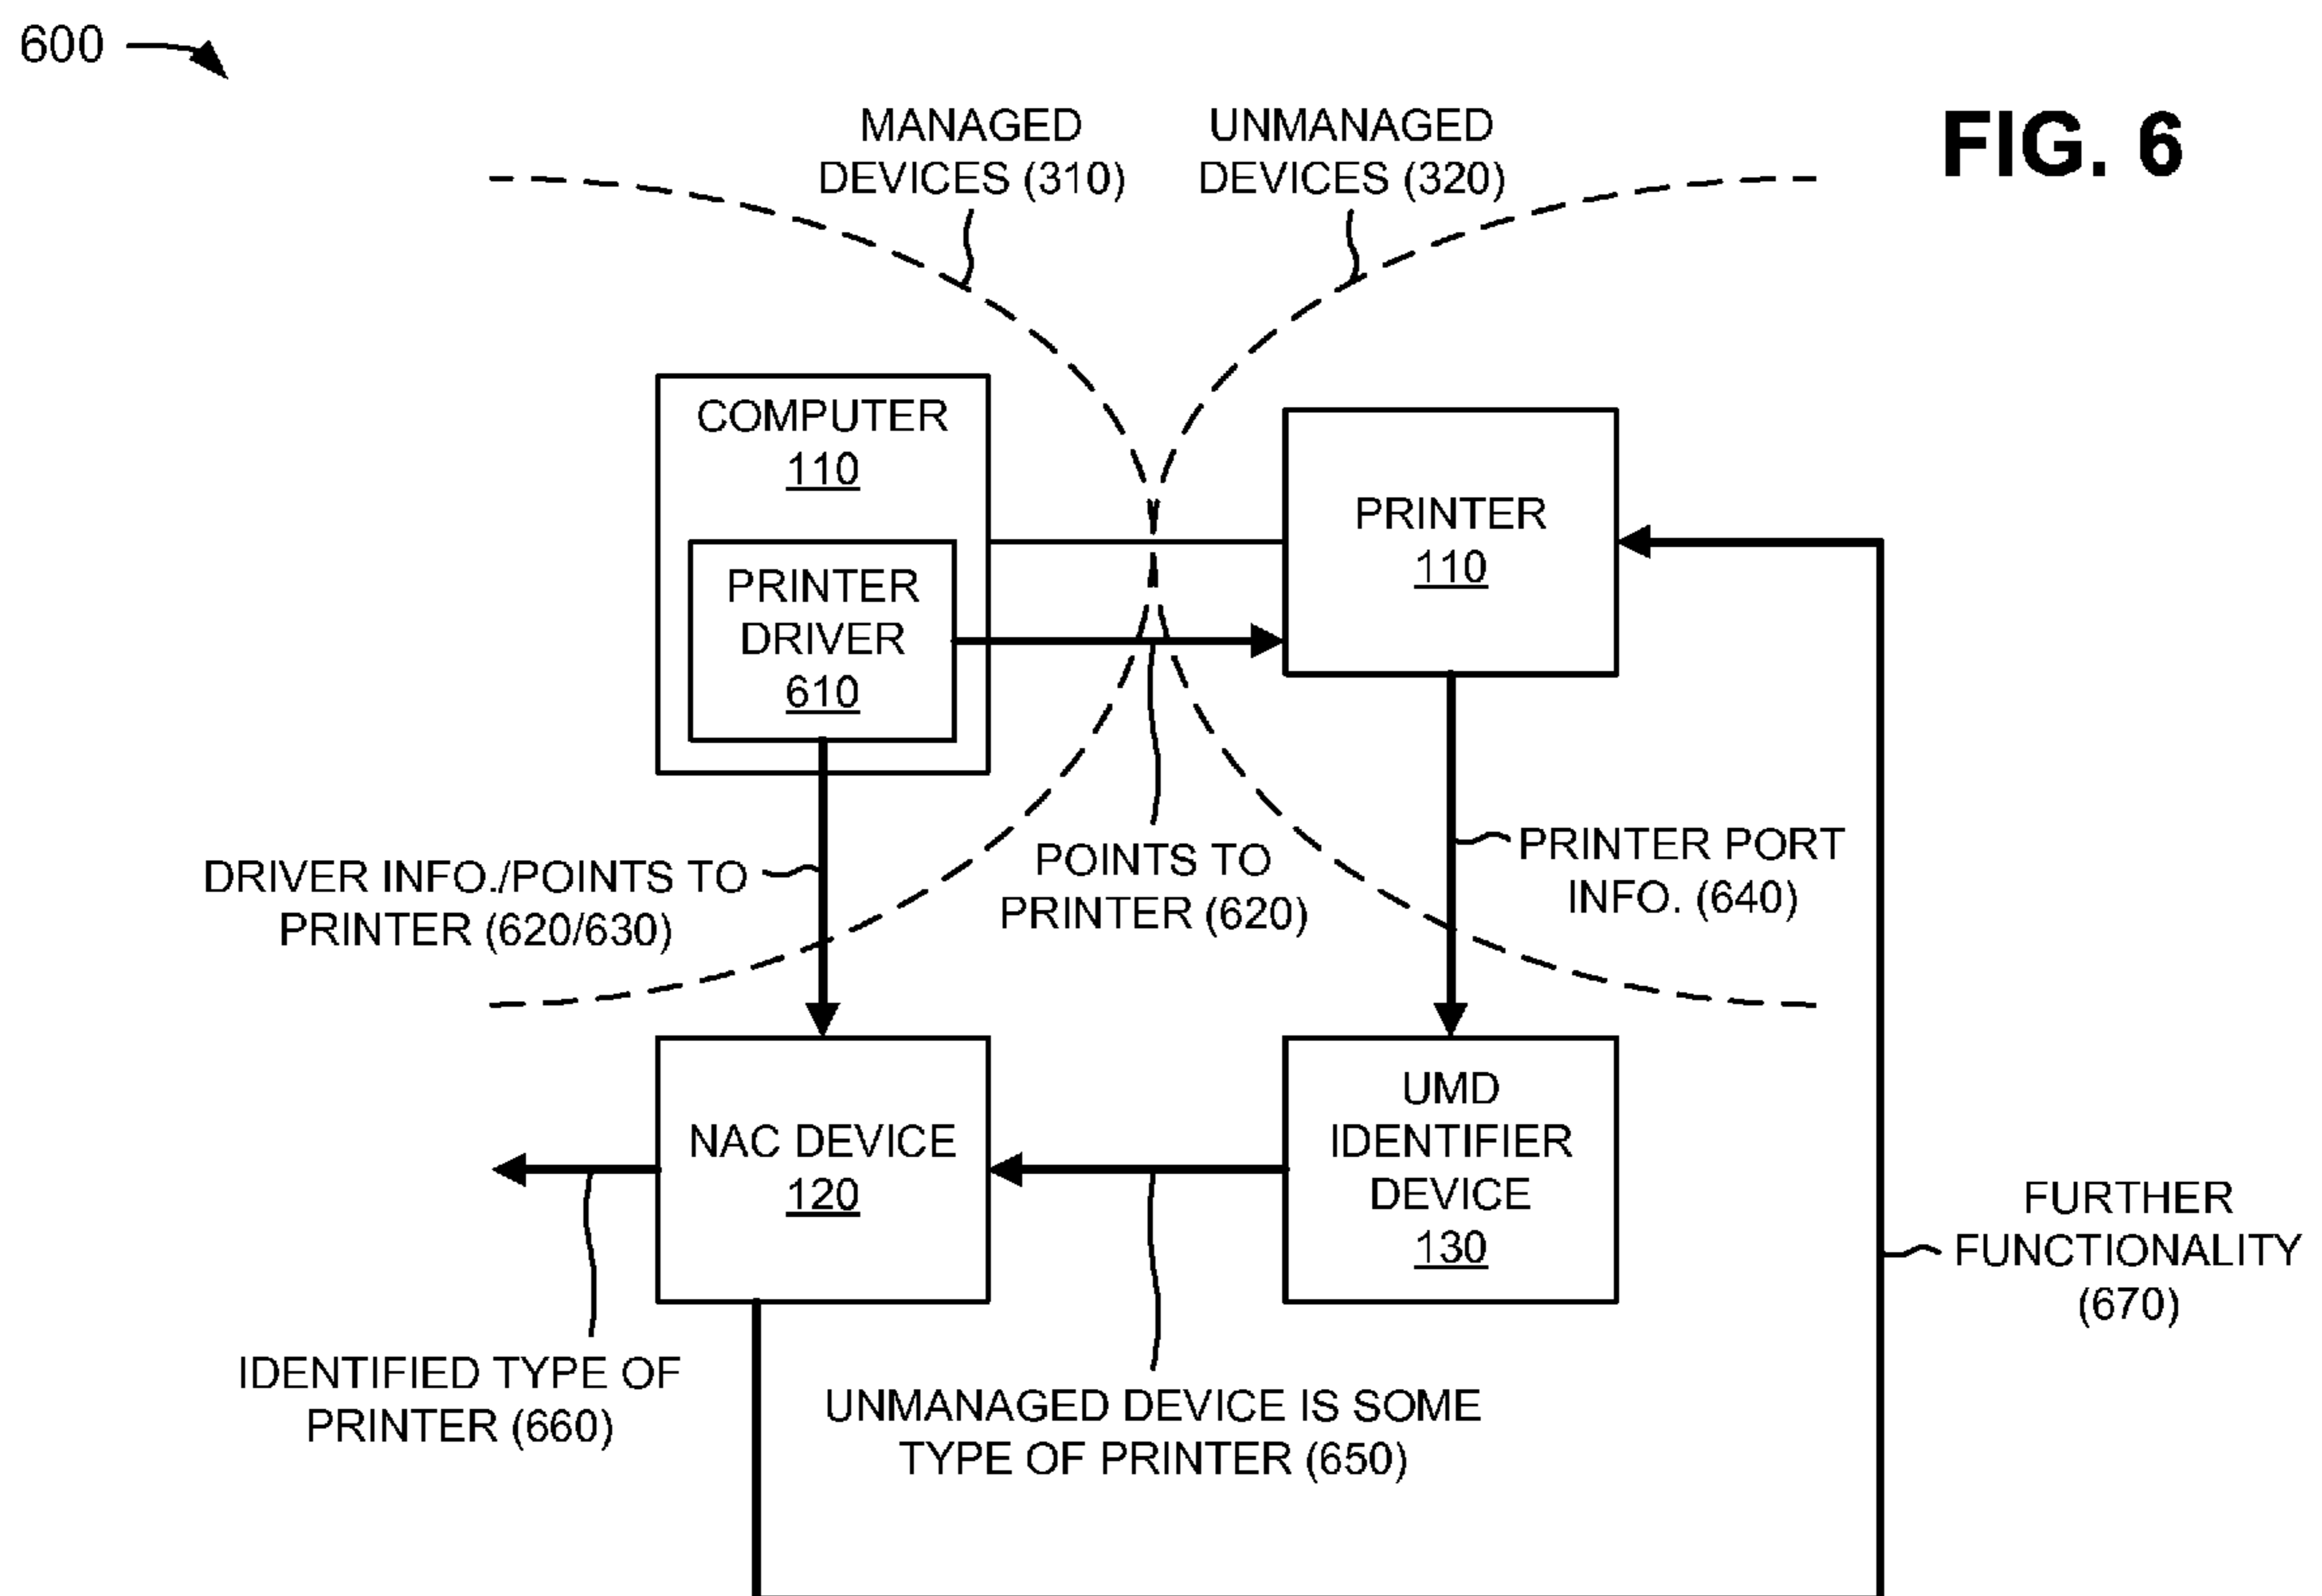 600
MANAGED
DEVICES (310)
UNMANAGED
DEVICES (320)
FIG. 6
COMPUTER
110
PRINTER
DRIVER
610
PRINTER
110
DRIVER INFO./POINTS TO
PRINTER (620/630)
POINTS TO
PRINTER (620)
PRINTER PORT
INFO. (640)
NAC DEVICE
120
UMD
IDENTIFIER
DEVICE
130
FURTHER
FUNCTIONALITY
(670)
IDENTIFIED TYPE OF
PRINTER (660)
UNMANAGED DEVICE IS SOME
TYPE OF PRINTER (650)